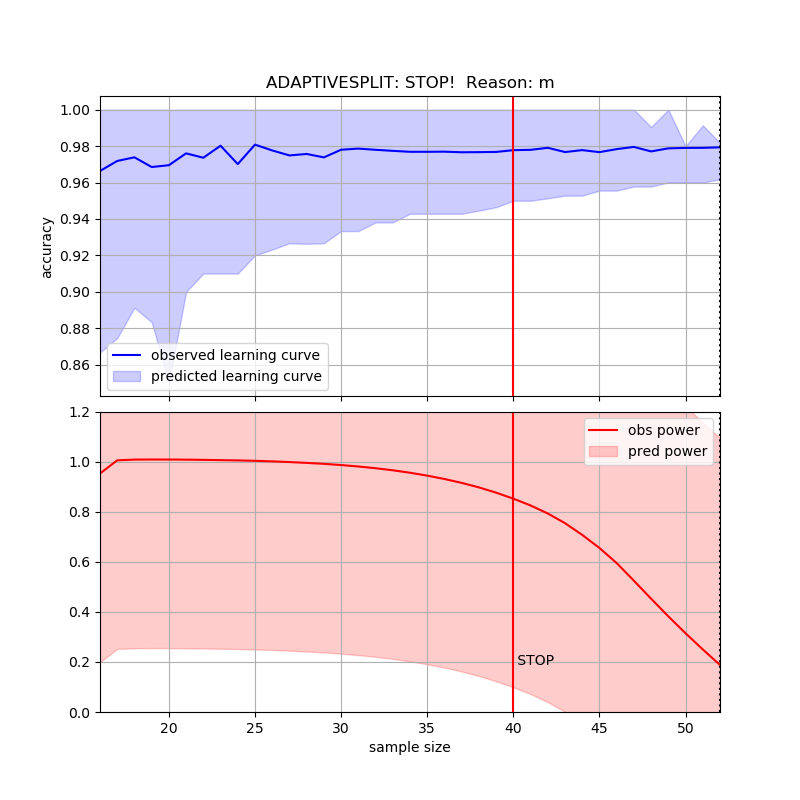 ADAPTIVESPLIT: STOP!  Reason: m
1.00
0.98
0.96
0.94
0.92
0.90
0.88
0.86
accuracy
observed learning curve
predicted learning curve
1.2
1.0
0.8
0.6
0.4
0.2
0.0
obs power
pred power
STOP
20 25 30 35 40 45 50
sample size